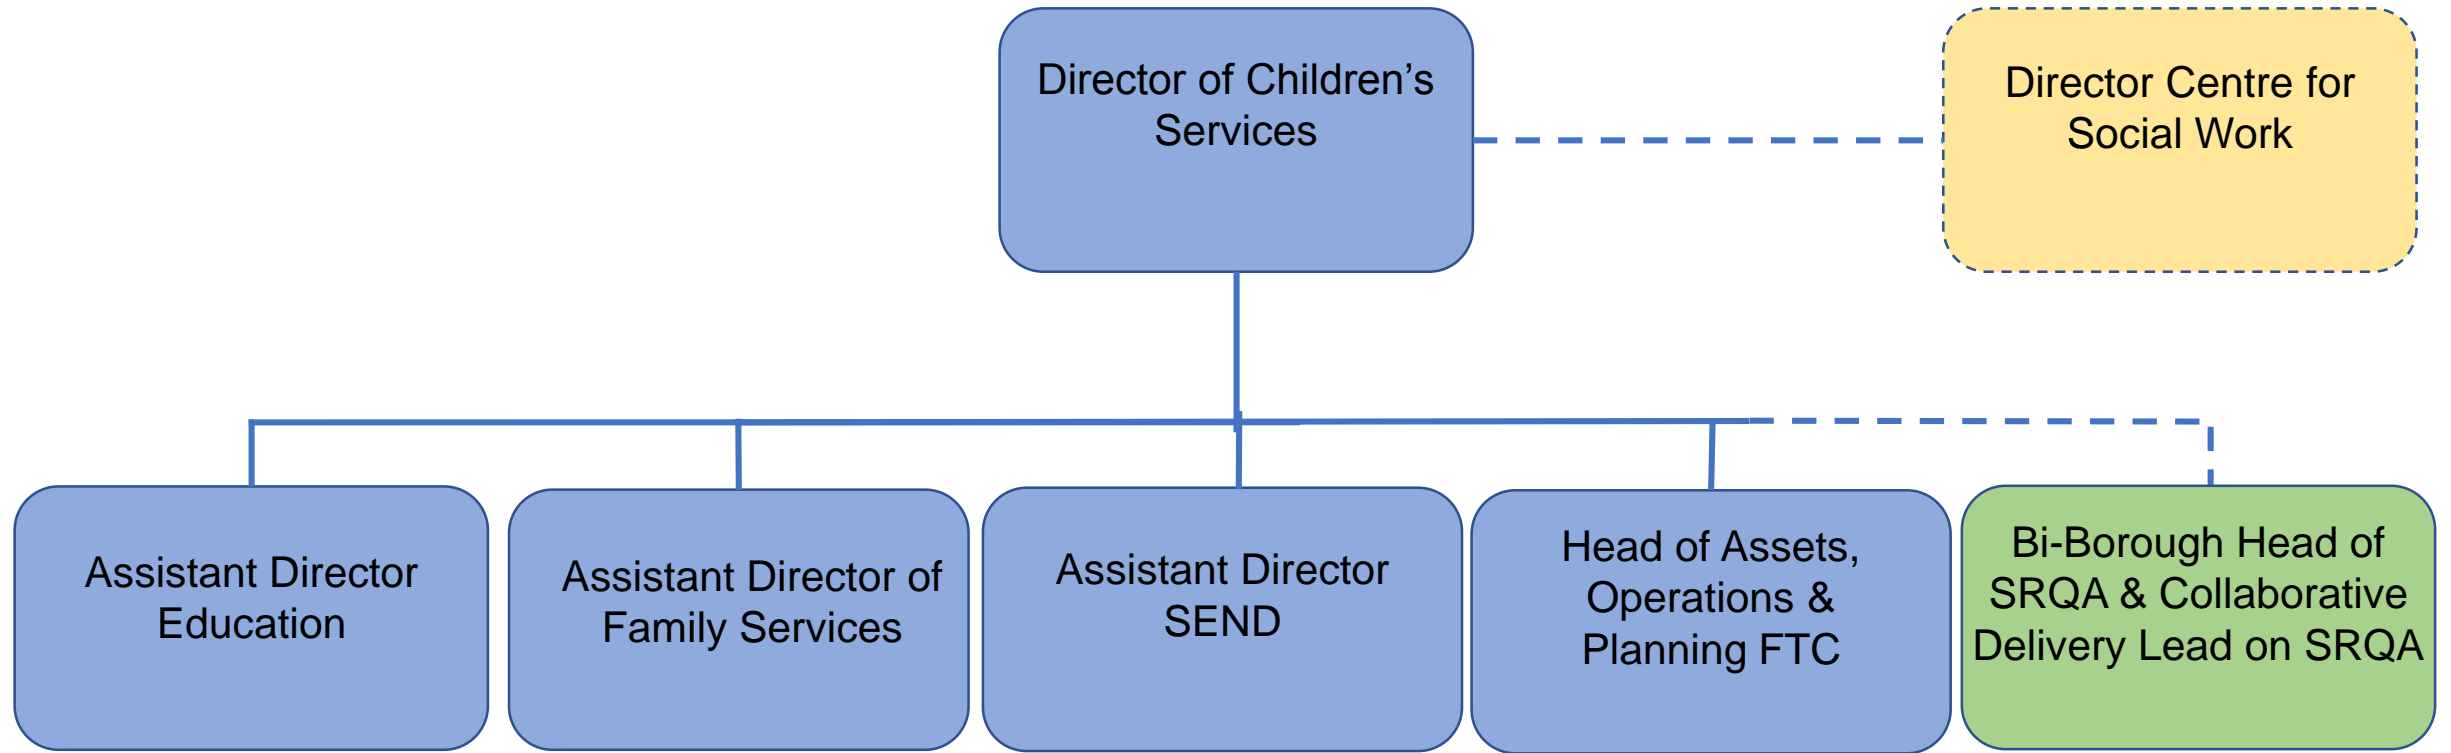 Director of Children’s
Services
Director Centre for
Social Work
Assistant Director
Education
Assistant Director of
Family Services
Assistant Director
SEND
Head of Assets,
Operations &
Planning FTC
Bi-Borough Head of
SRQA & Collaborative
Delivery Lead on SRQA